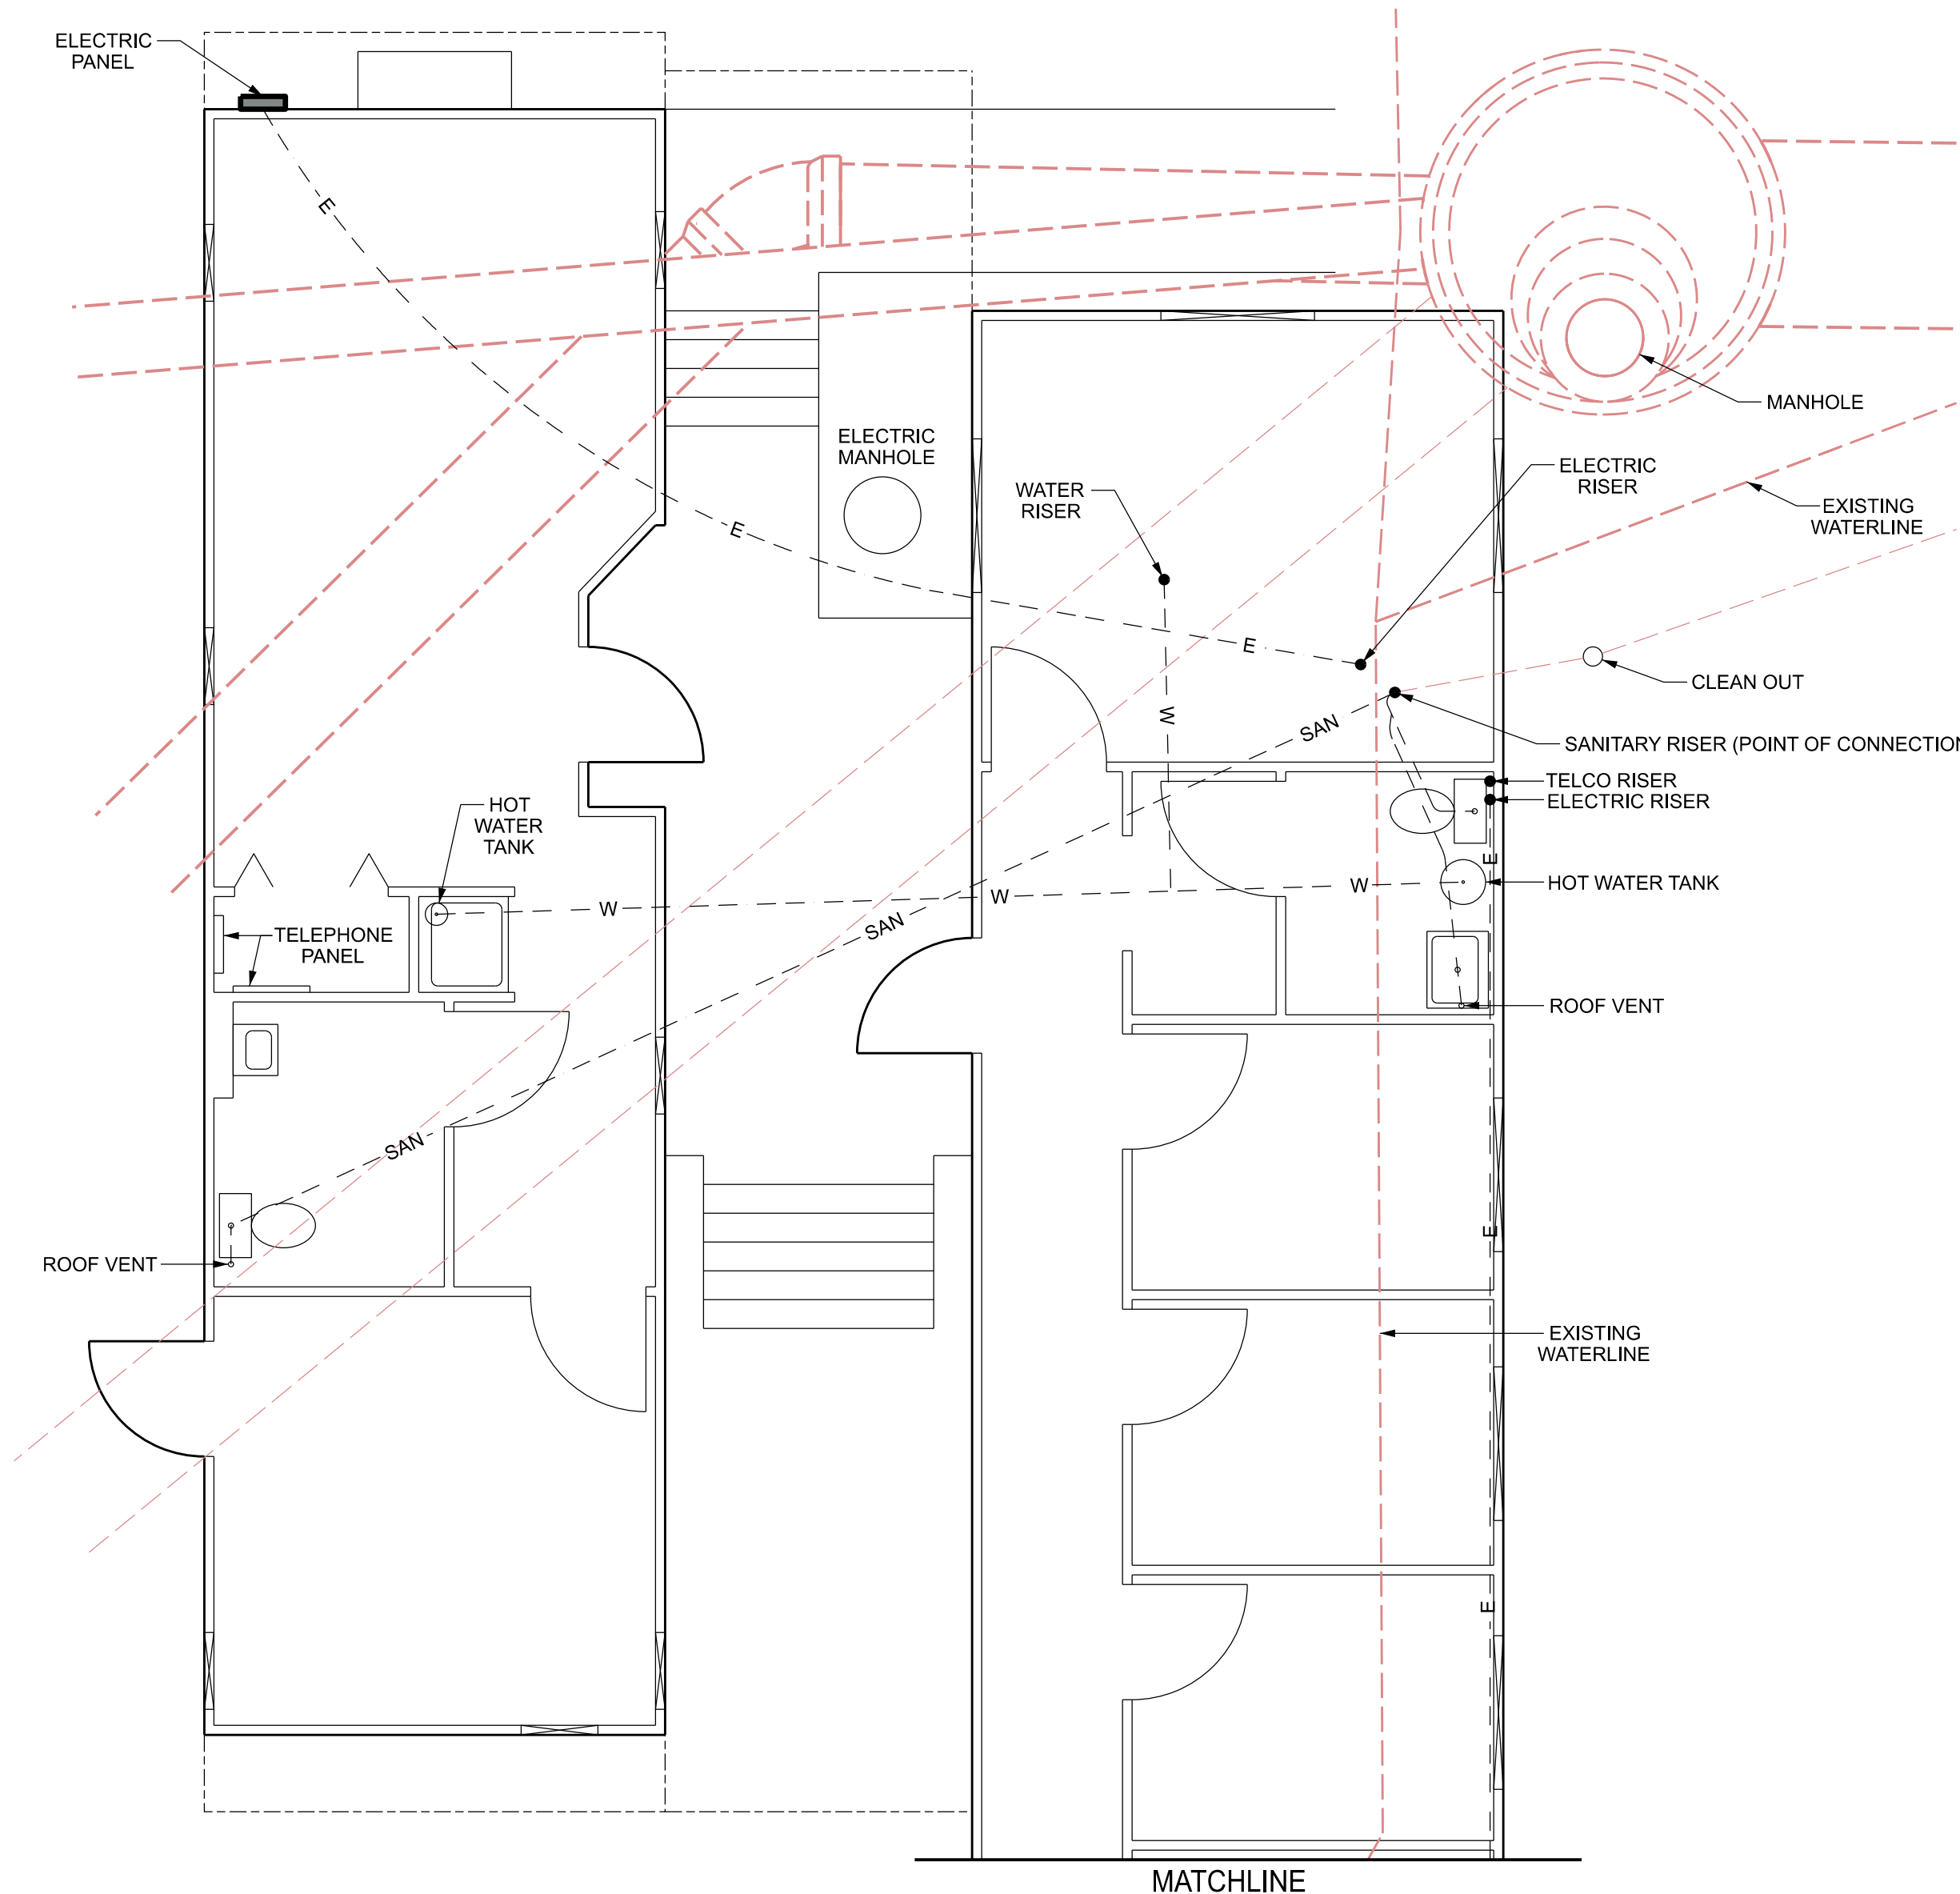 ELECTRIC
PANEL
E
ELECTRIC
MANHOLE
E
WATER
RISER
ELECTRIC
RISER
MANHOLE
EXISTING
WATERLINE
E
W
SAN
CLEAN OUT
SANITARY RISER (POINT OF CONNECTION
TELCO RISER
ELECTRIC RISER
HOT
WATER
TANK
E
HOT WATER TANK
W
W
W
SAN
TELEPHONE
PANEL
ROOF VENT
SAN
ROOF VENT
E
EXISTING
WATERLINE
E
MATCHLINE